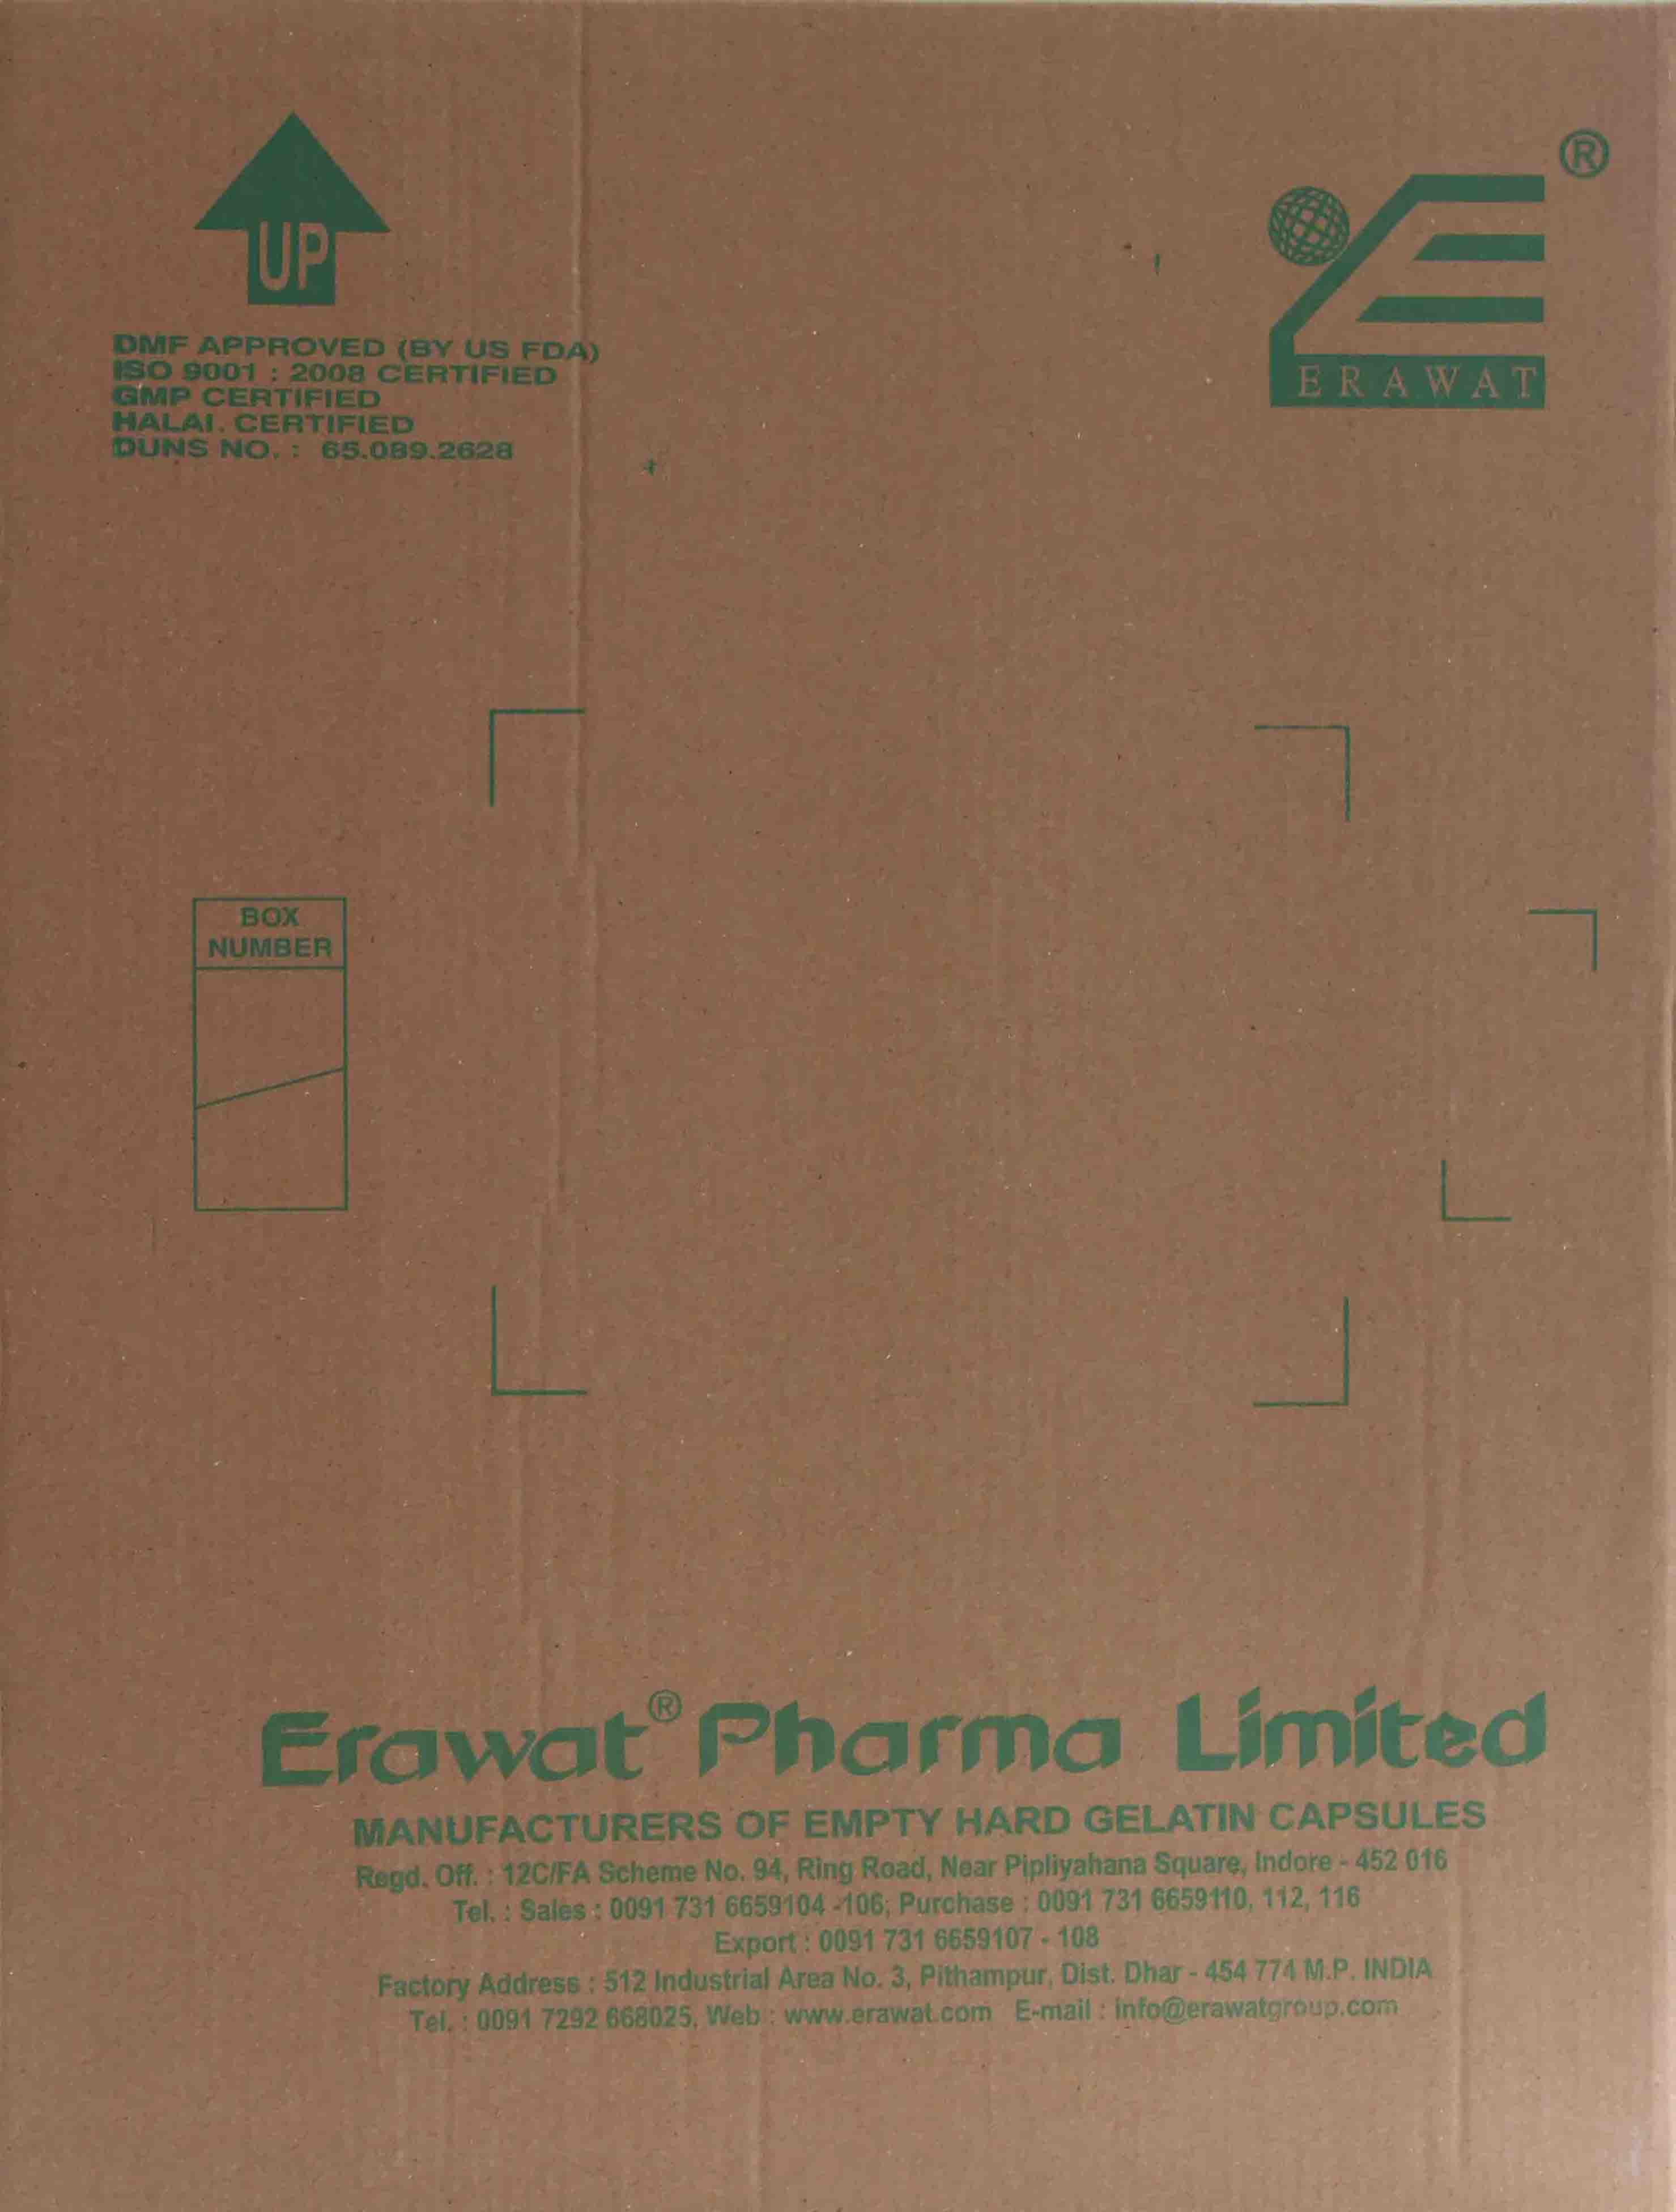 UP
®
ERAWAT
DMF APPROVED (BY US FDA)
ISO 9001 : 2008 CERTIFIED
GMP CERTIFIED
HALAL CERTIFIED
DUNS NO. : 65.089.2628
BOX
NUMBER
Erawat® Pharma Limited
MANUFACTURERS OF EMPTY HARD GELATIN CAPSULES
Regd. Off. : 12C/FA Scheme No. 94, Ring Road, Near Pipliyahana Square, Indore - 452 016
Tel. : Sales : 0091 731 6659104 -106; Purchase : 0091 731 6659110, 112, 116
Export : 0091 731 6659107 - 108
Factory Address : 512 Industrial Area No. 3, Pithampur, Dist. Dhar - 454 774 M.P. INDIA
Tel. : 0091 7292 668025, Web : www.erawat.com E-mail : info@erawatgroup.com